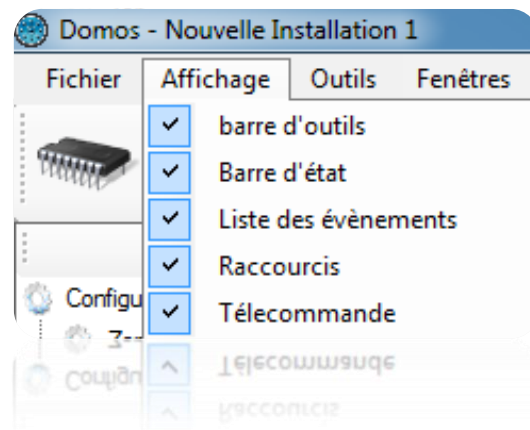 Domos - Nouvelle Installation 1
Fichier Affichage Outils Fenêtres
barre d'outils
Barre d'état
Liste des évènements
Raccourcis
Configu Télecommande